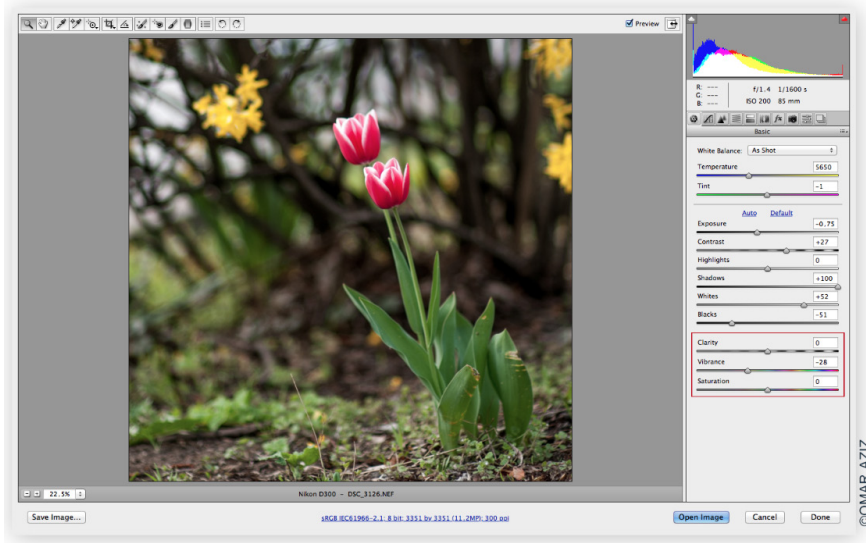 Preview
R: ---
G: ---
B: ---
f/1.4 1/1600 s
ISO 200 85 mm
Basic
White Balance: As Shot
Temperature 5650
Tint -1
Auto Default
Exposure -0.75
Contrast +27
Highlights 0
Shadows +100
Whites +52
Blacks -51
Clarity 0
Vibrance -28
Saturation 0
22.5%
Nikon D300 - DSC_3126.NEF
Save Image...
sRGB IEC61966-2.1; 8 bit; 3351 by 3351 (11.2MP); 300 ppi
Open Image
Cancel
Done
©OMAR AZIZ